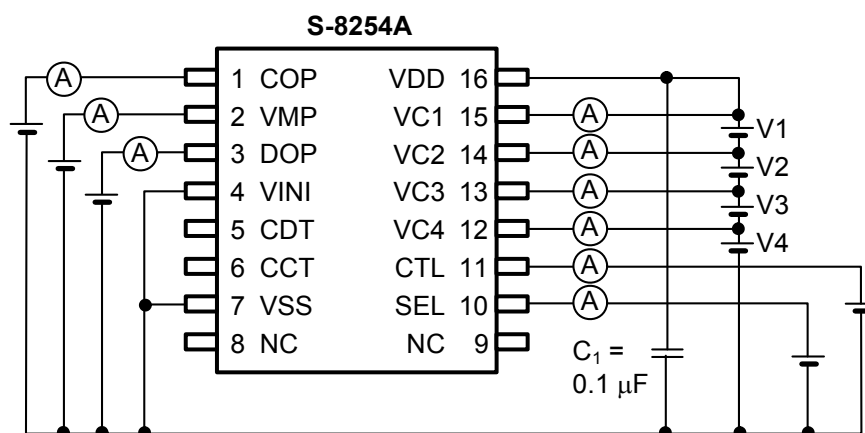 S-8254A
A 1 COP VDD 16
A 2 VMP VC1 15 A V1
A 3 DOP VC2 14 A V2
4 VINI VC3 13 A V3
5 CDT VC4 12 A V4
6 CCT CTL 11 A
7 VSS SEL 10 A
8 NC NC 9
C₁ =
0.1 μF